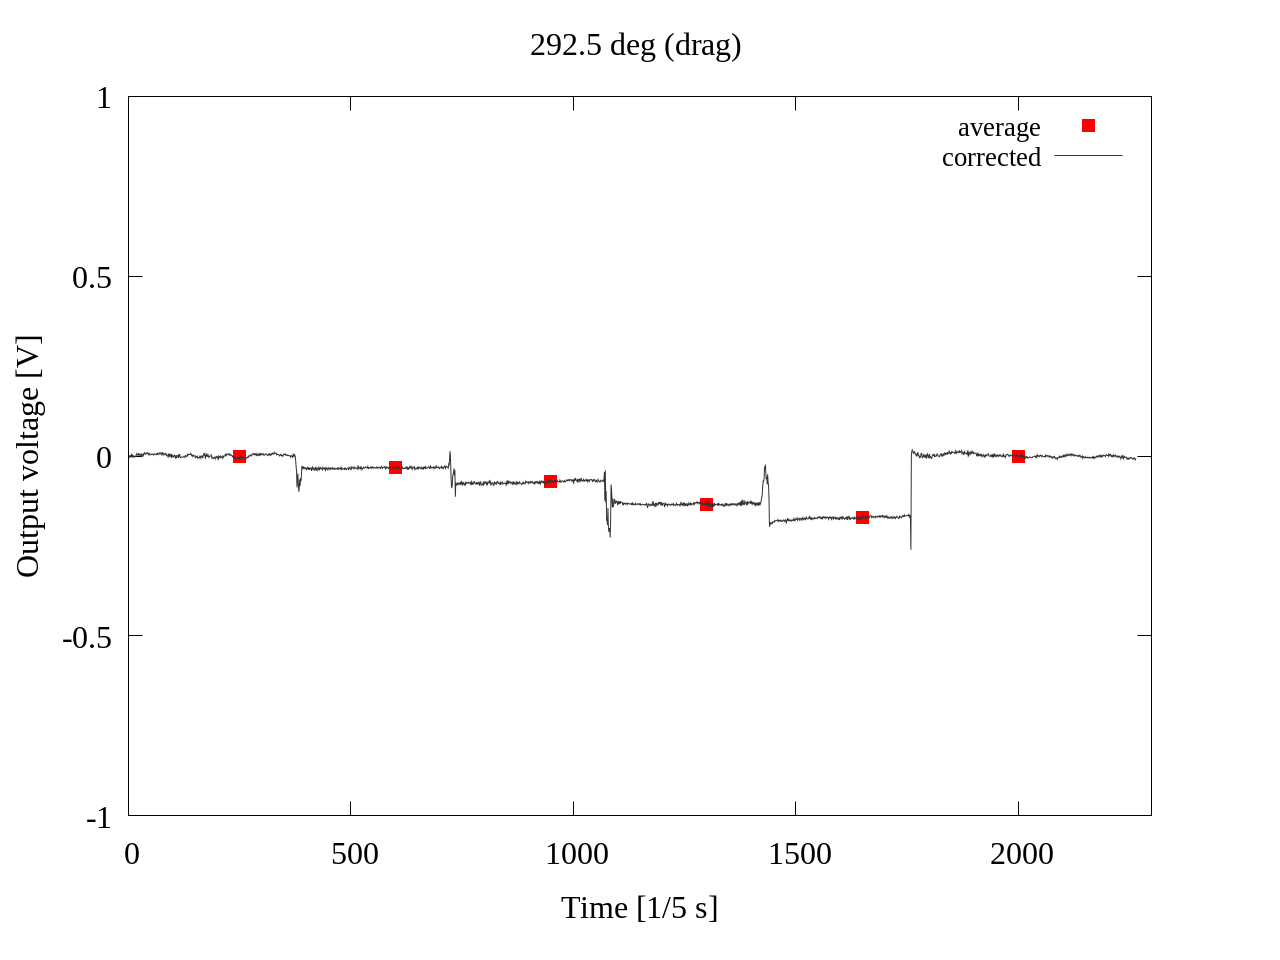 292.5 deg (drag)
average
corrected
1
0.5
0
-0.5
-1
Output voltage [V]
0 500 1000 1500 2000
Time [1/5 s]